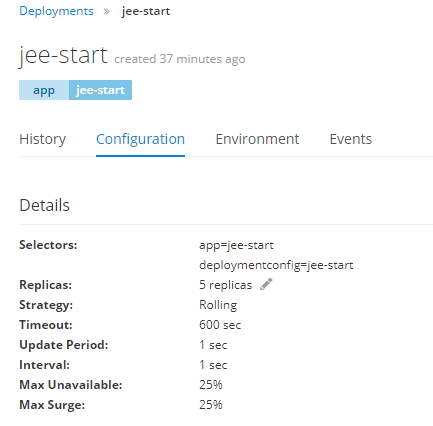 Deployments » jee-start
jee-start created 37 minutes ago
app jee-start
History Configuration Environment Events
Details
Selectors: app=jee-start
deploymentconfig=jee-start
Replicas: 5 replicas
Strategy: Rolling
Timeout: 600 sec
Update Period: 1 sec
Interval: 1 sec
Max Unavailable: 25%
Max Surge: 25%